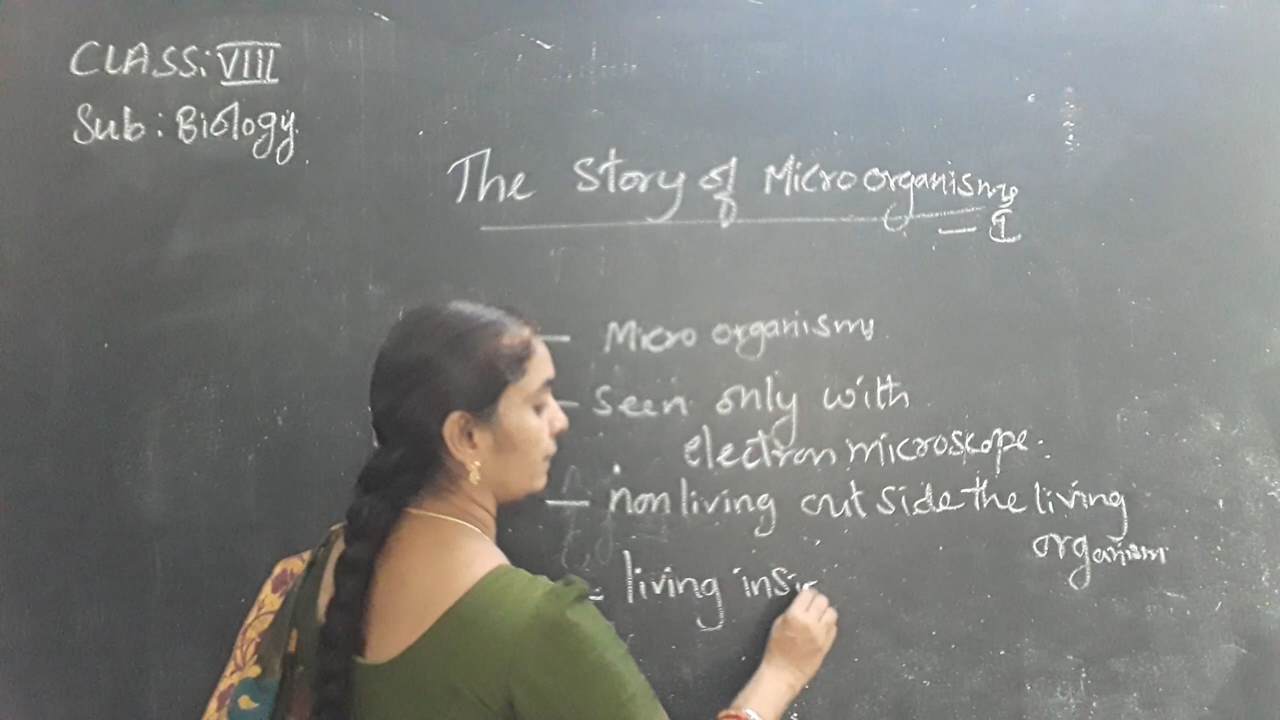 CLASS: VIII
Sub: Biology.
The Story of Microorganisms
– I
– Micro organisms
– seen only with
electron microscope.
– non living out side the living
organism
– living insi